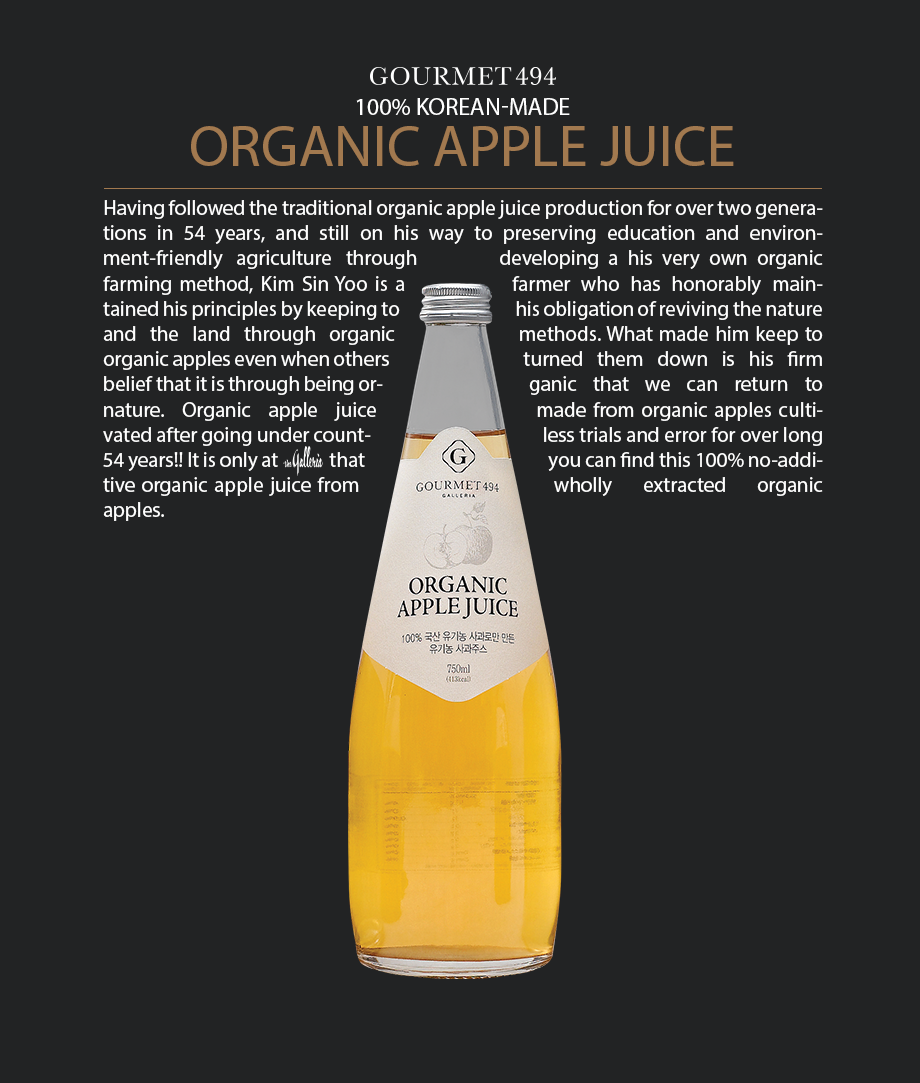 GOURMET 494
100% KOREAN-MADE
ORGANIC APPLE JUICE
Having followed the traditional organic apple juice production for over two genera-
tions in 54 years, and still on his way to preserving education and environ-
ment-friendly agriculture through developing a his very own organic
farming method, Kim Sin Yoo is a farmer who has honorably main-
tained his principles by keeping to his obligation of reviving the nature
and the land through organic methods. What made him keep to
organic apples even when others turned them down is his firm
belief that it is through being or- ganic that we can return to
nature. Organic apple juice made from organic apples culti-
vated after going under count- less trials and error for over long
54 years!! It is only at the Galleria that you can find this 100% no-addi-
tive organic apple juice from wholly extracted organic
apples.
G
GOURMET 494
GALLERIA
ORGANIC
APPLE JUICE
100% 국산 유기농 사과로만 만든
유기농 사과주스
750ml
(413kcal)